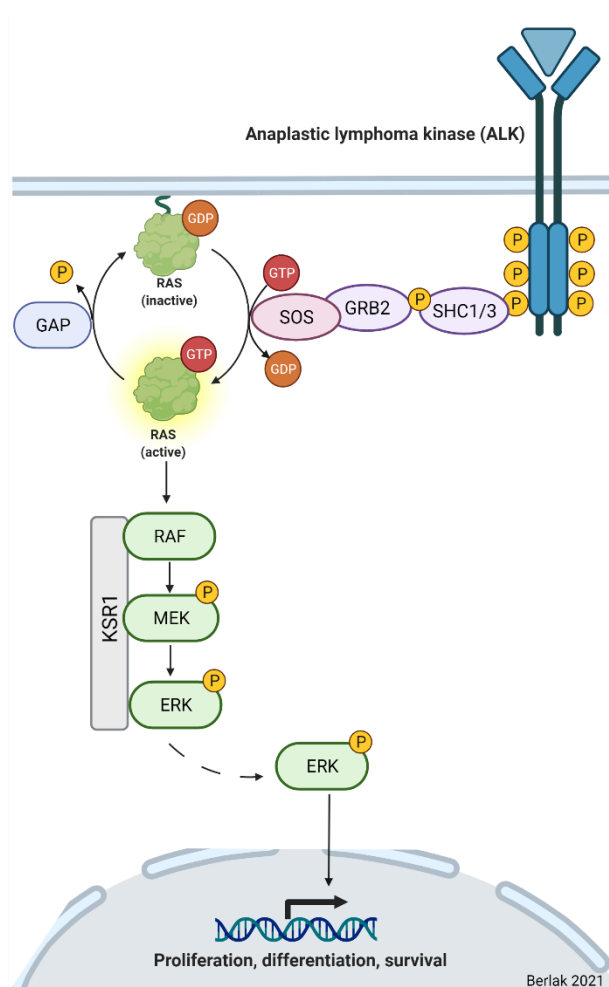 Anaplastic lymphoma kinase (ALK)
GDP
P
RAS
(inactive)
GTP
P
P
P
P
P
P
P
GAP
SOS
GRB2
SHC1/3
GTP
GDP
RAS
(active)
KSR1
RAF
P
MEK
P
ERK
P
ERK
P
Proliferation, differentiation, survival
Berlak 2021